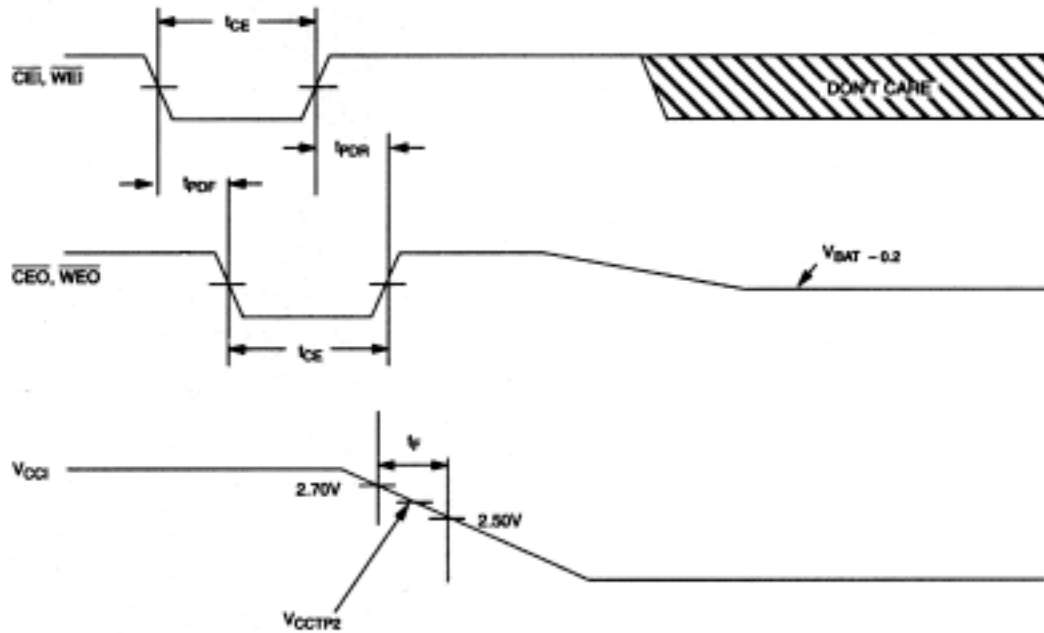 tCE
CEI, WEI
DON'T CARE
tPDR
tPDF
CEO, WEO
VBAT – 0.2
tCE
tF
VCCI
2.70V
2.50V
VCCTP2